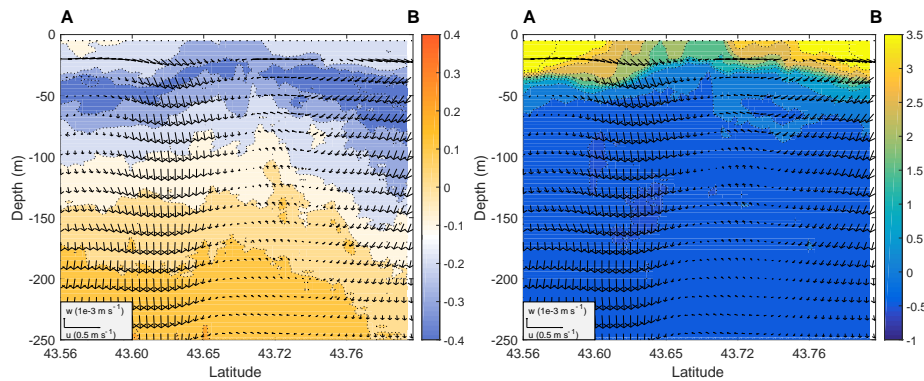 A B
0
-50
-100
-150
-200
-250
Depth (m)
w (1e-3 m s⁻¹)
u (0.5 m s⁻¹)
43.56 43.60 43.65 43.72 43.76
Latitude
0.4
0.3
0.2
0.1
0
-0.1
-0.2
-0.3
-0.4
A B
0
-50
-100
-150
-200
-250
Depth (m)
w (1e-3 m s⁻¹)
u (0.5 m s⁻¹)
43.56 43.60 43.65 43.72 43.76
Latitude
3.5
3
2.5
2
1.5
1
0.5
0
-0.5
-1